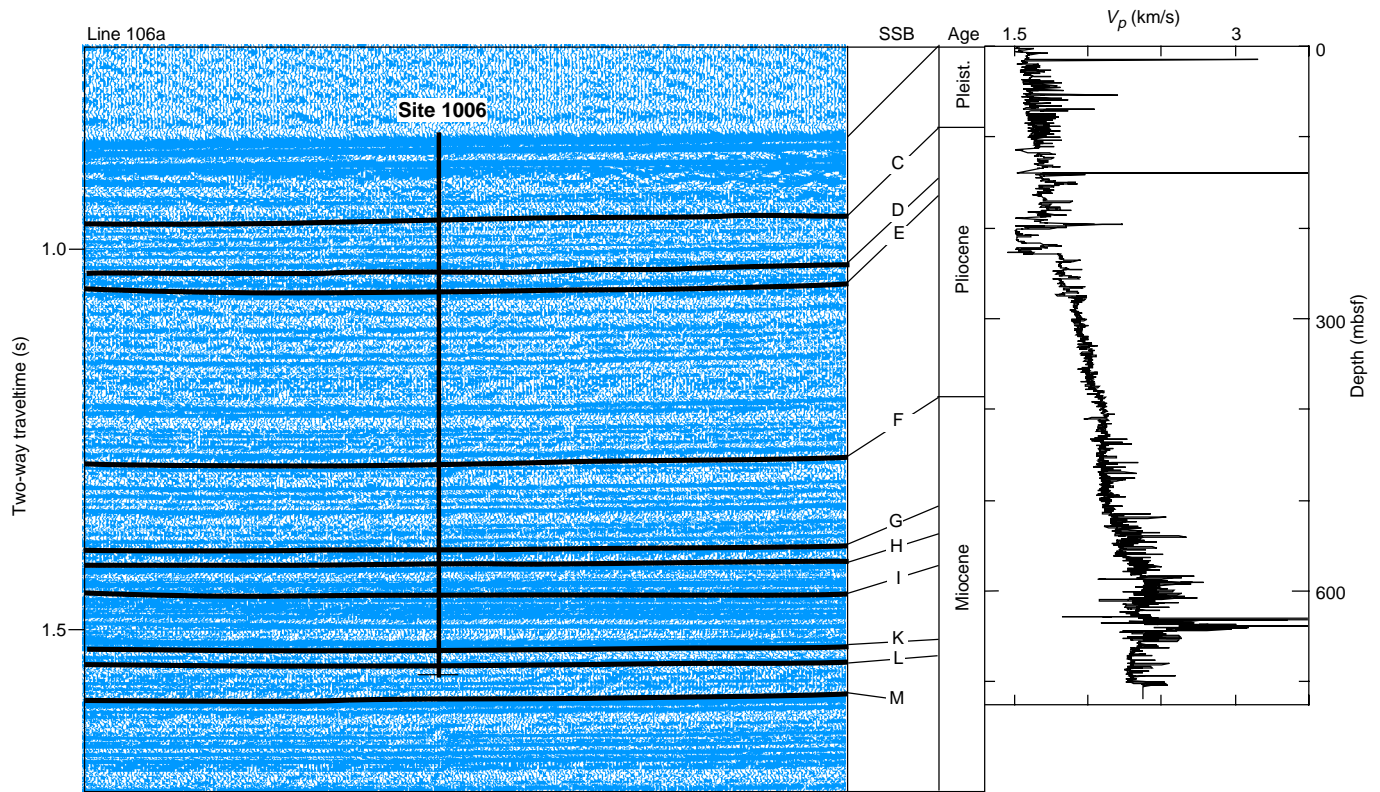 Line 106a
SSB
Age
Vp (km/s)
1.5
3
0
Site 1006
Pleist.
C
D
E
1.0
Pliocene
300
Depth (mbsf)
Two-way traveltime (s)
F
G
H
I
Miocene
600
1.5
K
L
M